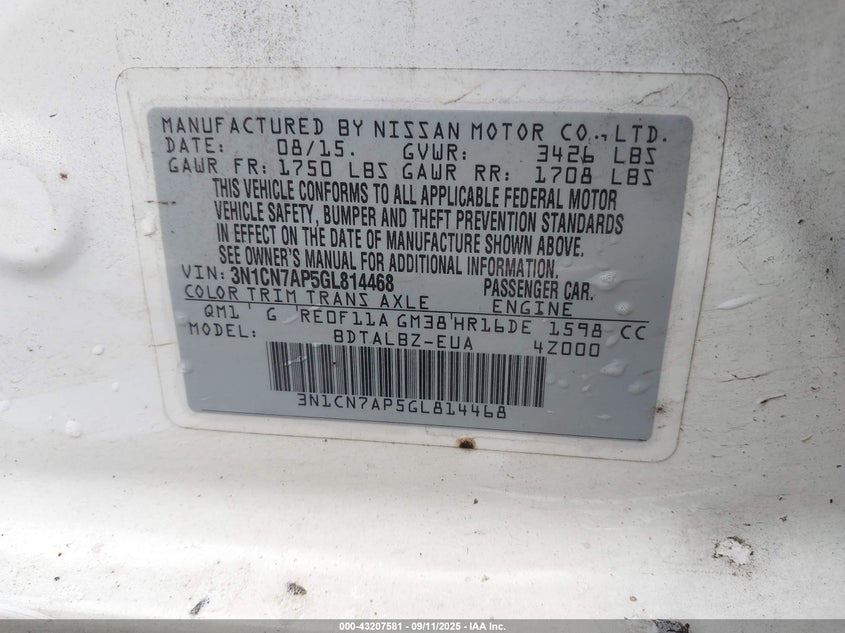 MANUFACTURED BY NISSAN MOTOR CO., LTD.
DATE: 08/15. GVWR: 3426 LBS
GAWR FR: 1750 LBS GAWR RR: 1708 LBS
THIS VEHICLE CONFORMS TO ALL APPLICABLE FEDERAL MOTOR
VEHICLE SAFETY, BUMPER AND THEFT PREVENTION STANDARDS
IN EFFECT ON THE DATE OF MANUFACTURE SHOWN ABOVE.
SEE OWNER'S MANUAL FOR ADDITIONAL INFORMATION.
VIN: 3N1CN7AP5GL814468 PASSENGER CAR.
COLOR TRIM TRANS AXLE ENGINE
QM1 G RE0F11A GM38 HR16DE 1598 CC
MODEL: BDTALBZ-EUA 4Z000
3N1CN7AP5GL814468
000-43207581 - 09/11/2025 - IAA Inc.